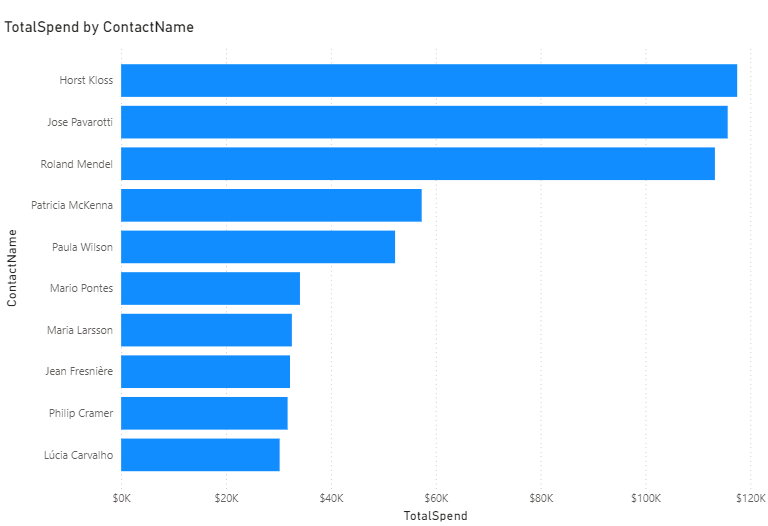 TotalSpend by ContactName
ContactName
Horst Kloss
Jose Pavarotti
Roland Mendel
Patricia McKenna
Paula Wilson
Mario Pontes
Maria Larsson
Jean Fresnière
Philip Cramer
Lúcia Carvalho
$0K $20K $40K $60K $80K $100K $120K
TotalSpend